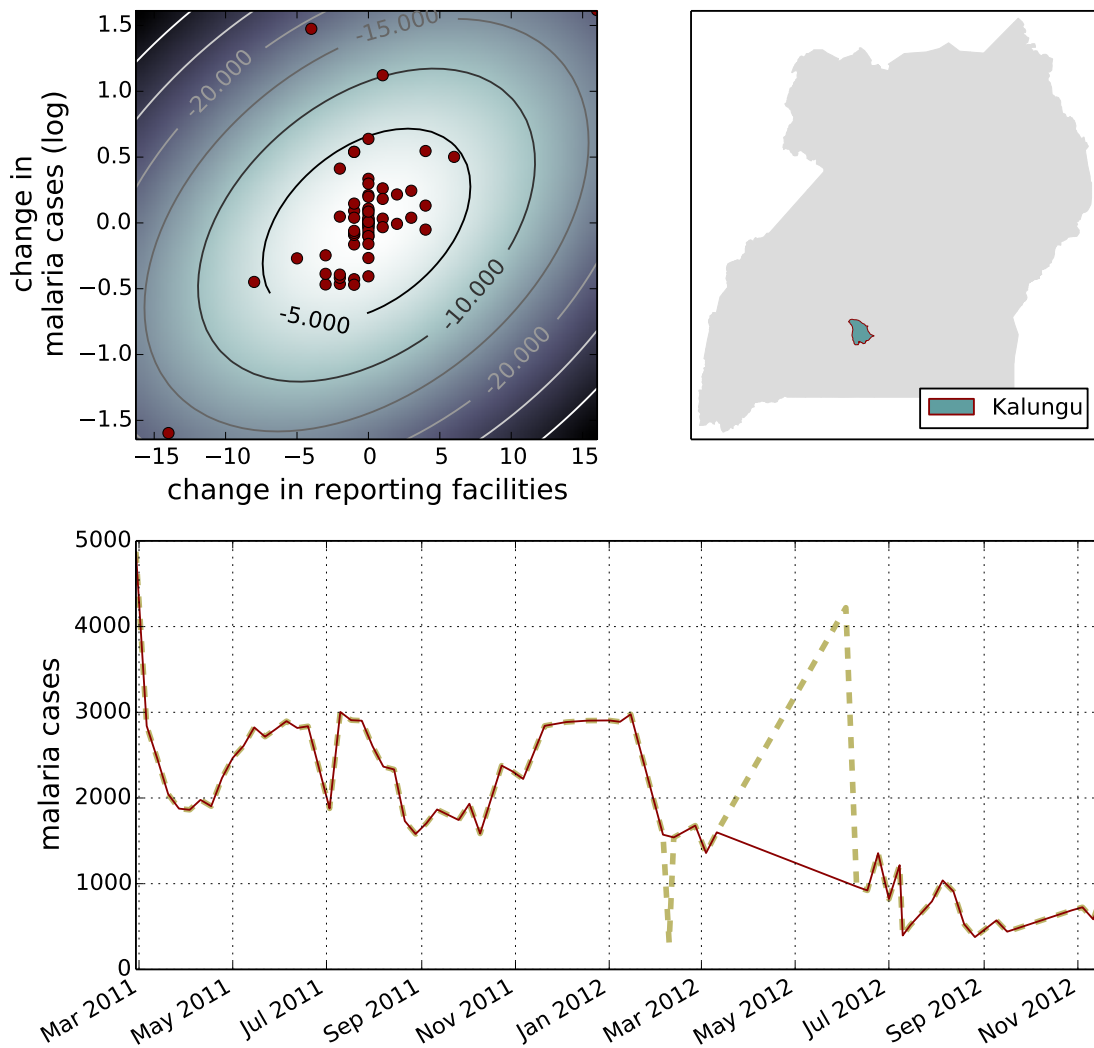 change in
malaria cases (log)
1.5
1.0
0.5
0.0
−0.5
−1.0
−1.5
-15.000
-20.000
-5.000
-10.000
-20.000
−15
−10
−5
0
5
10
15
change in reporting facilities
Kalungu
malaria cases
5000
4000
3000
2000
1000
0
Mar 2011
May 2011
Jul 2011
Sep 2011
Nov 2011
Jan 2012
Mar 2012
May 2012
Jul 2012
Sep 2012
Nov 2012